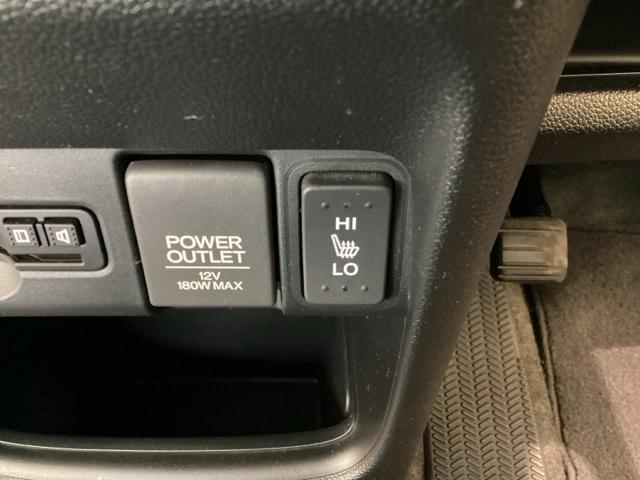 POWER
OUTLET
12V
180W MAX
HI
LO